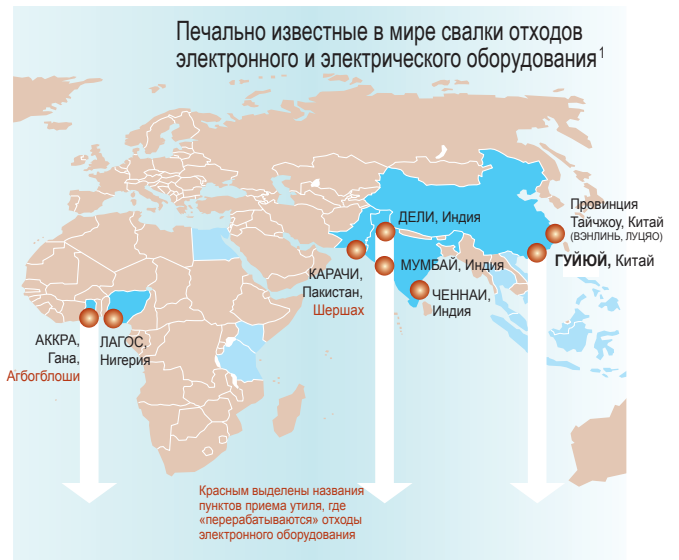 Печально известные в мире свалки отходов
электронного и электрического оборудования1
Провинция
Тайчжоу, Китай
(ВЭНЛИНЬ, ЛУЦЯО)
ДЕЛИ, Индия
ГУЙЮЙ, Китай
МУМБАЙ, Индия
КАРАЧИ,
Пакистан,
Шершах
ЧЕННАИ,
Индия
АККРА,
Гана,
Агбогблоши
ЛАГОС,
Нигерия
Красным выделены названия
пунктов приема утиля, где
«перерабатываются» отходы
электронного оборудования